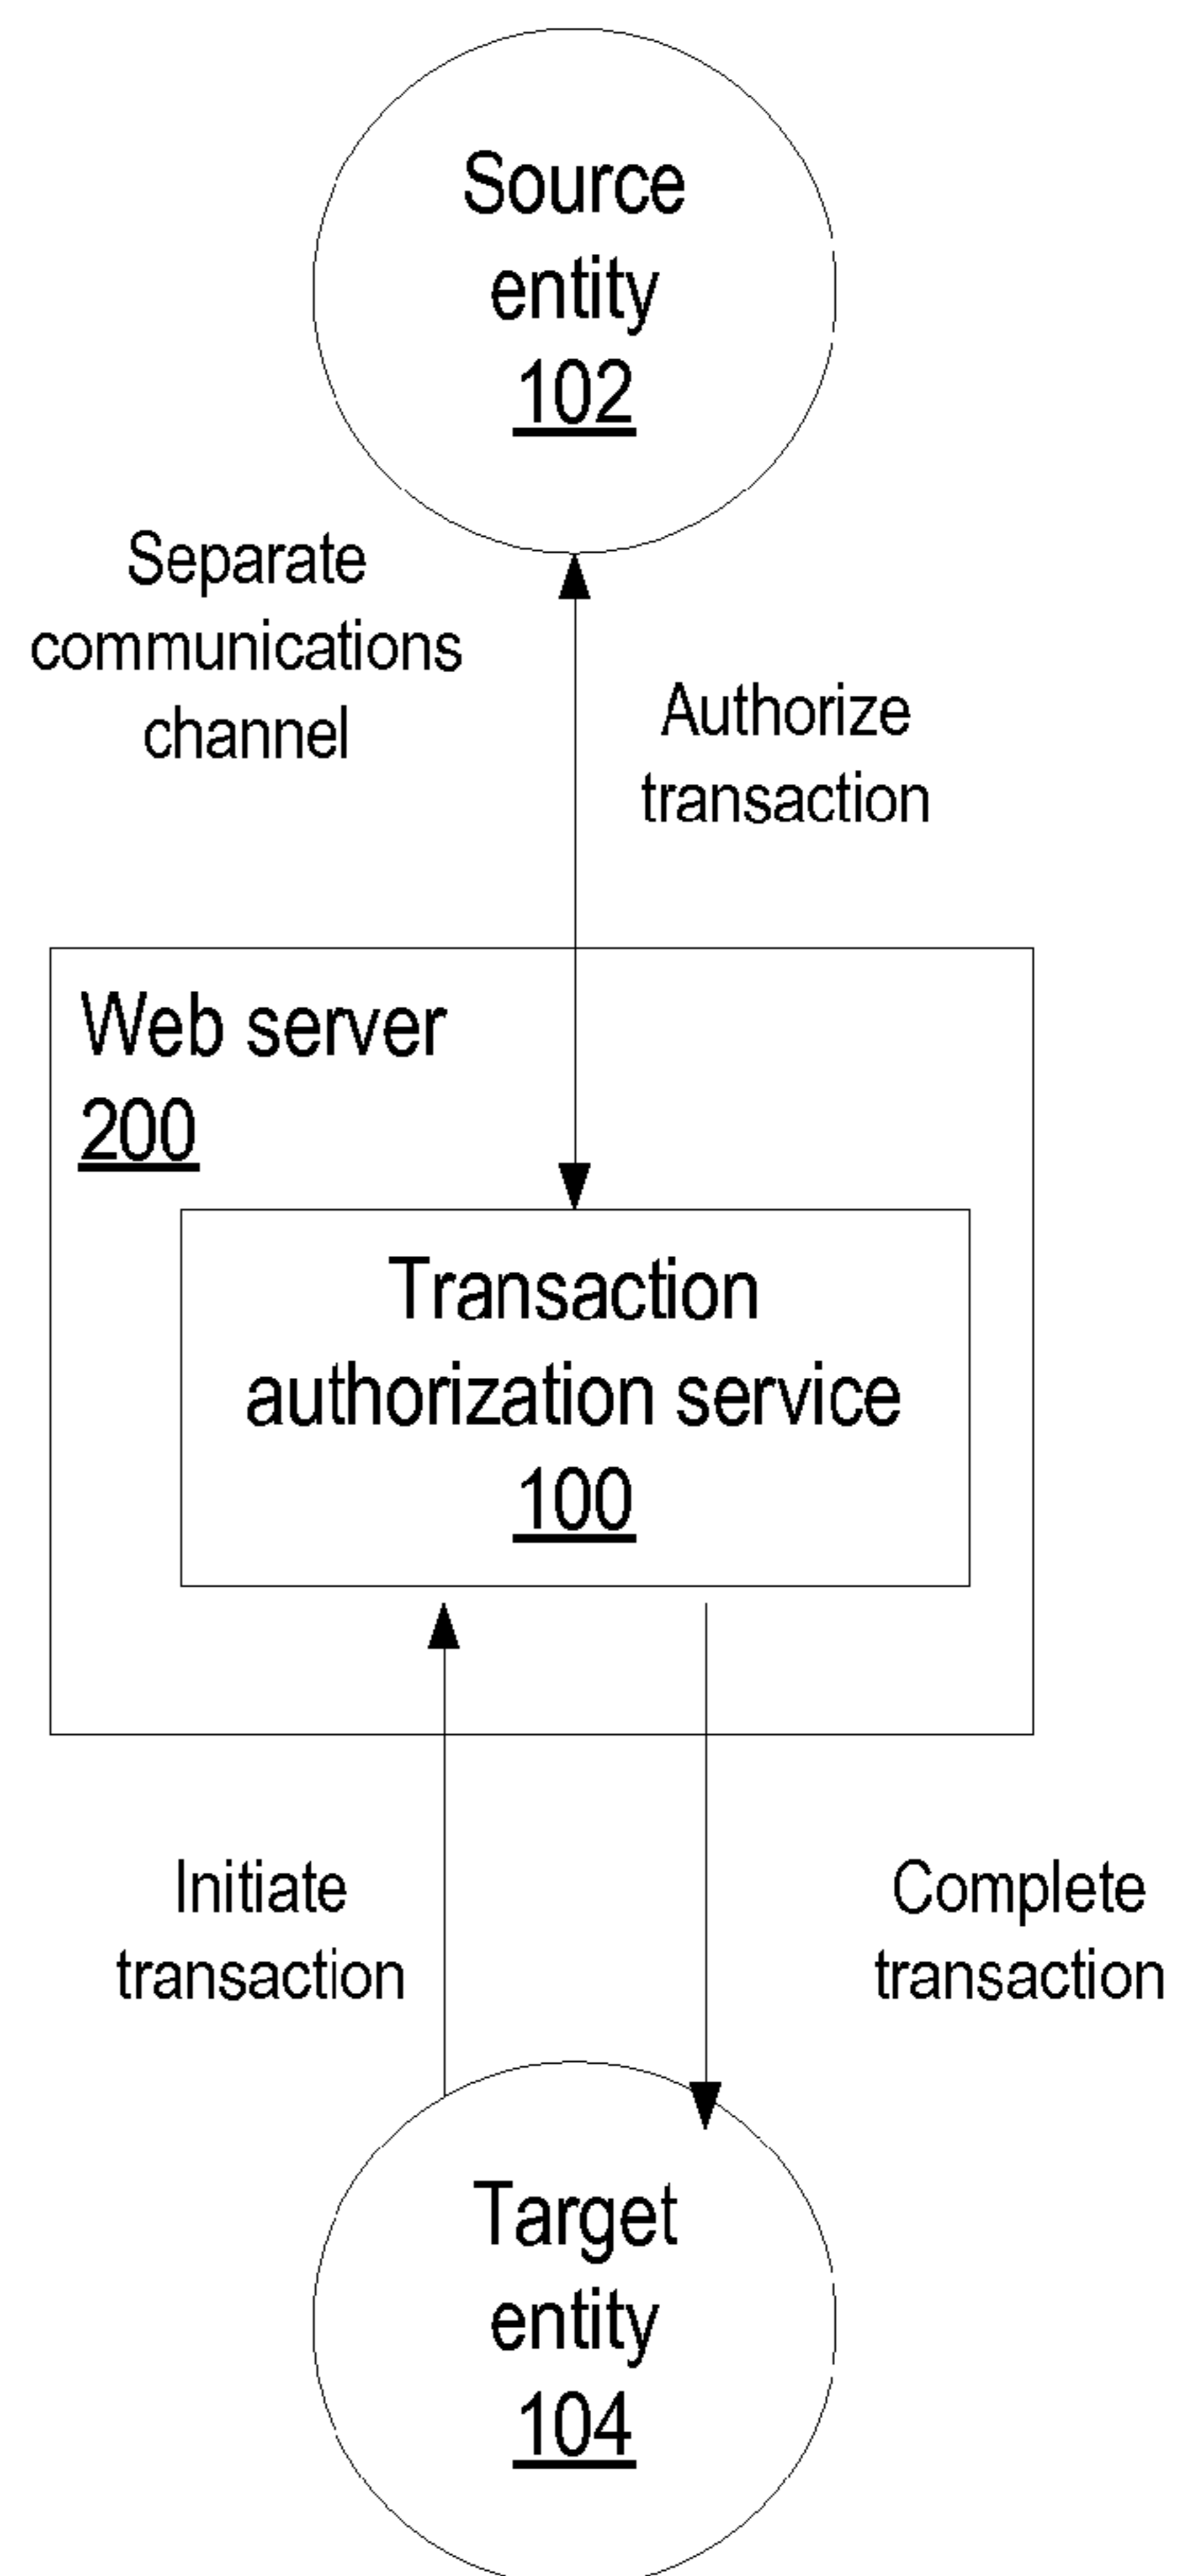 Source
entity
102
Separate
communications
channel
Authorize
transaction
Web server
200
Transaction
authorization service
100
Initiate
transaction
Complete
transaction
Target
entity
104